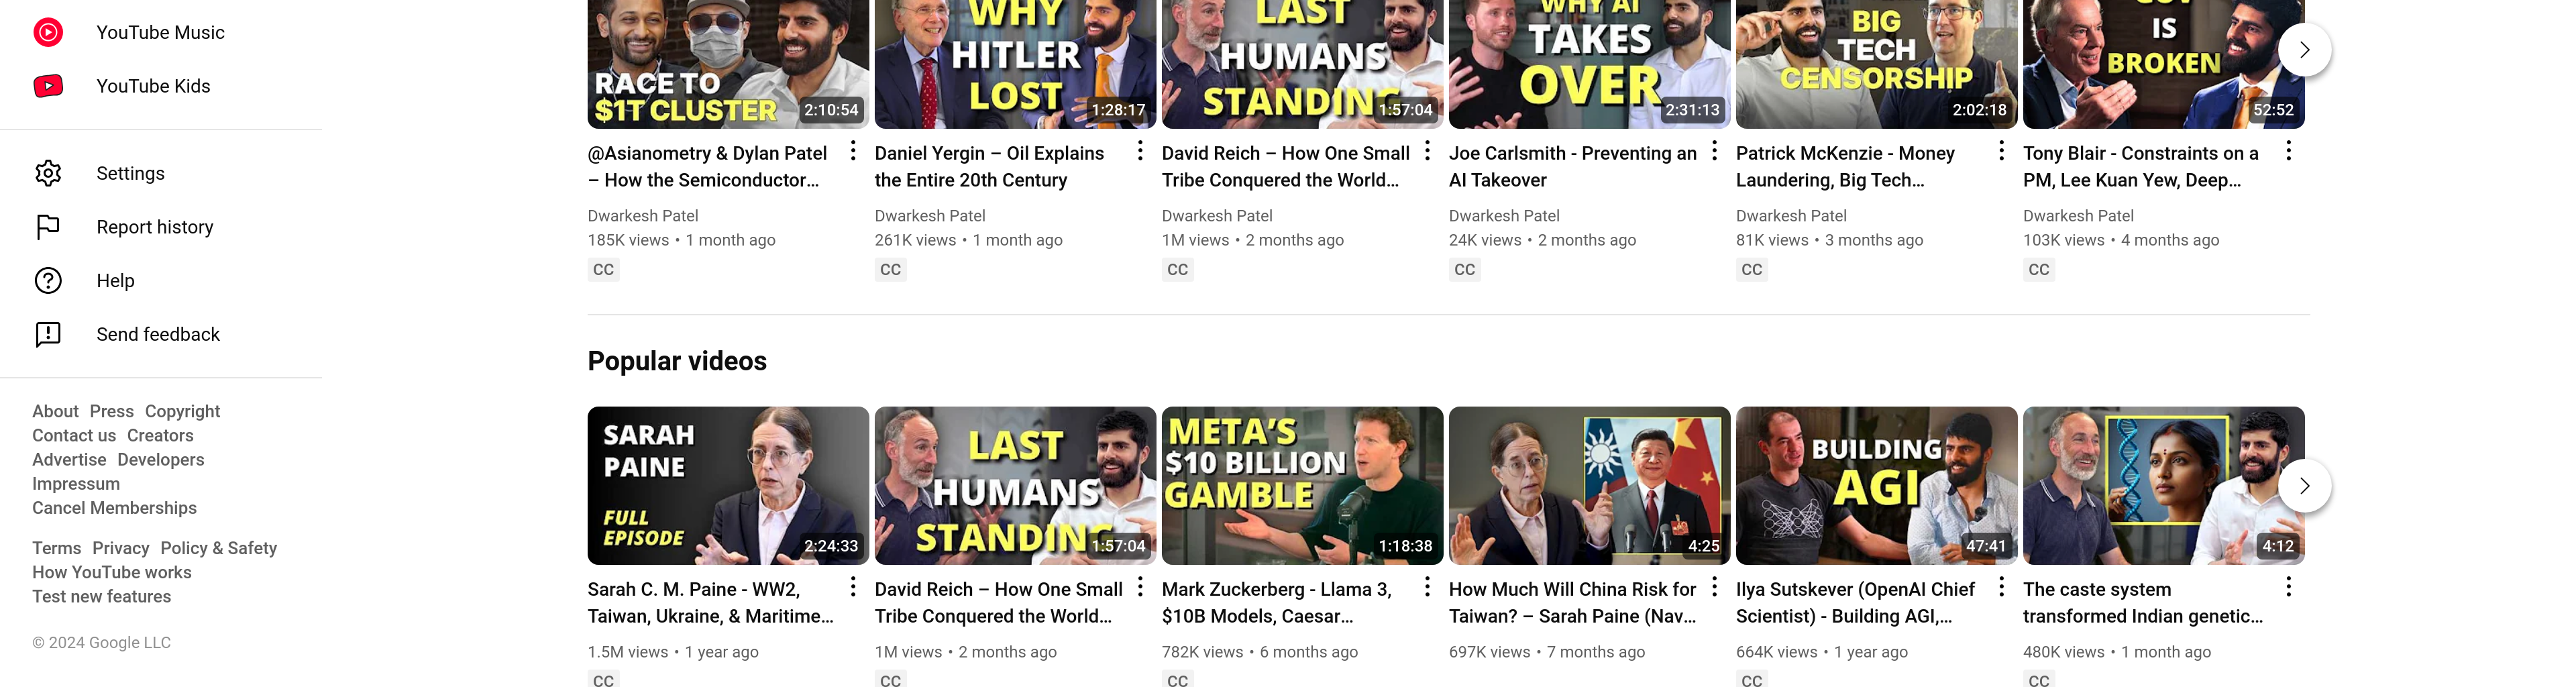 YouTube Music
YouTube Kids
Settings
Report history
Help
Send feedback
About Press Copyright
Contact us Creators
Advertise Developers
Impressum
Cancel Memberships
Terms Privacy Policy & Safety
How YouTube works
Test new features
© 2024 Google LLC
RACE TO
$1T CLUSTER
2:10:54
@Asianometry & Dylan Patel
– How the Semiconductor...
Dwarkesh Patel
185K views • 1 month ago
CC
WHY
HITLER
LOST
1:28:17
Daniel Yergin – Oil Explains
the Entire 20th Century
Dwarkesh Patel
261K views • 1 month ago
CC
LAST
HUMANS
STANDING
1:57:04
David Reich – How One Small
Tribe Conquered the World...
Dwarkesh Patel
1M views • 2 months ago
CC
WHY AI
TAKES
OVER
2:31:13
Joe Carlsmith - Preventing an
AI Takeover
Dwarkesh Patel
24K views • 2 months ago
CC
BIG
TECH
CENSORSHIP
2:02:18
Patrick McKenzie - Money
Laundering, Big Tech...
Dwarkesh Patel
81K views • 3 months ago
CC
IS
BROKEN
52:52
Tony Blair - Constraints on a
PM, Lee Kuan Yew, Deep...
Dwarkesh Patel
103K views • 4 months ago
CC
Popular videos
SARAH
PAINE
FULL
EPISODE
2:24:33
Sarah C. M. Paine - WW2,
Taiwan, Ukraine, & Maritime...
1.5M views • 1 year ago
CC
LAST
HUMANS
STANDING
1:57:04
David Reich – How One Small
Tribe Conquered the World...
1M views • 2 months ago
CC
META'S
$10 BILLION
GAMBLE
1:18:38
Mark Zuckerberg - Llama 3,
$10B Models, Caesar...
782K views • 6 months ago
CC
4:25
How Much Will China Risk for
Taiwan? – Sarah Paine (Nav...
697K views • 7 months ago
BUILDING
AGI
47:41
Ilya Sutskever (OpenAI Chief
Scientist) - Building AGI,...
664K views • 1 year ago
CC
4:12
The caste system
transformed Indian genetic...
480K views • 1 month ago
CC